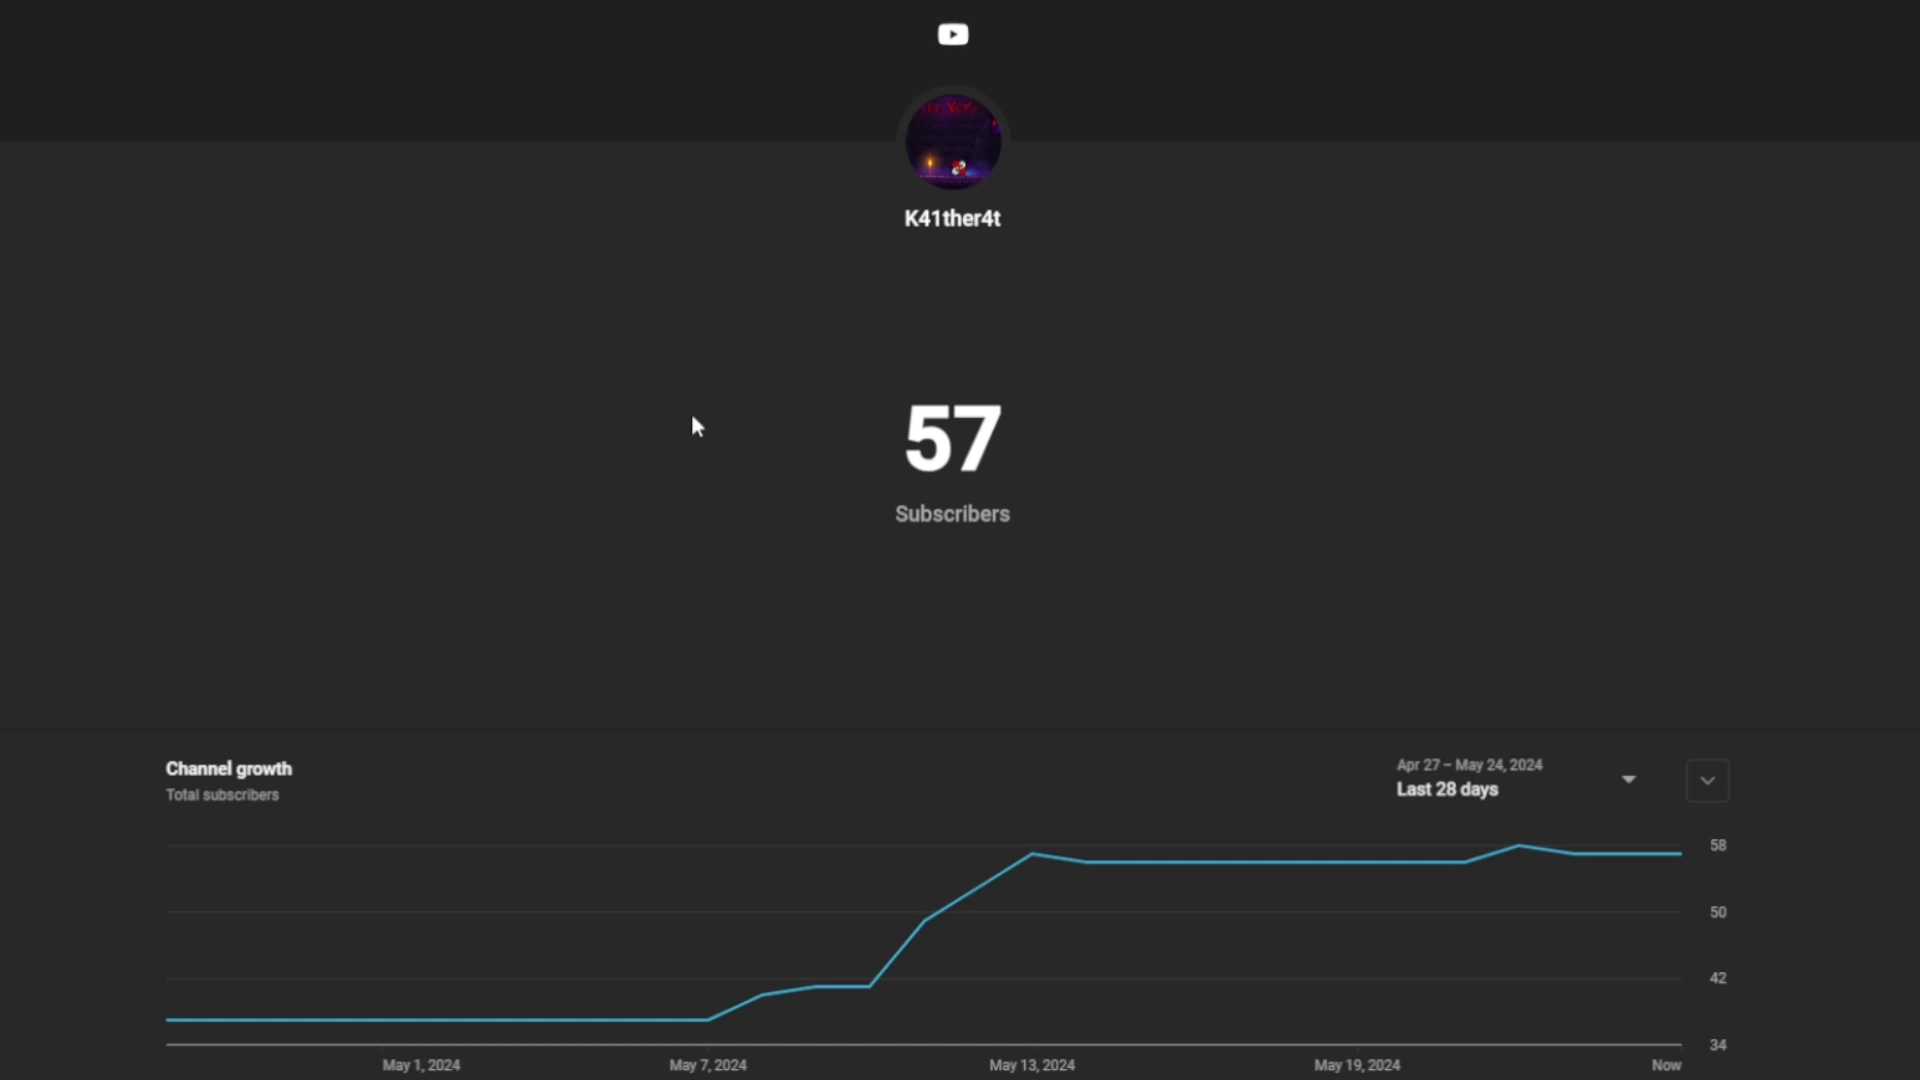 K41ther4t
57
Subscribers
Channel growth
Total subscribers
Apr 27 – May 24, 2024
Last 28 days
58
50
42
34
May 1, 2024
May 7, 2024
May 13, 2024
May 19, 2024
Now